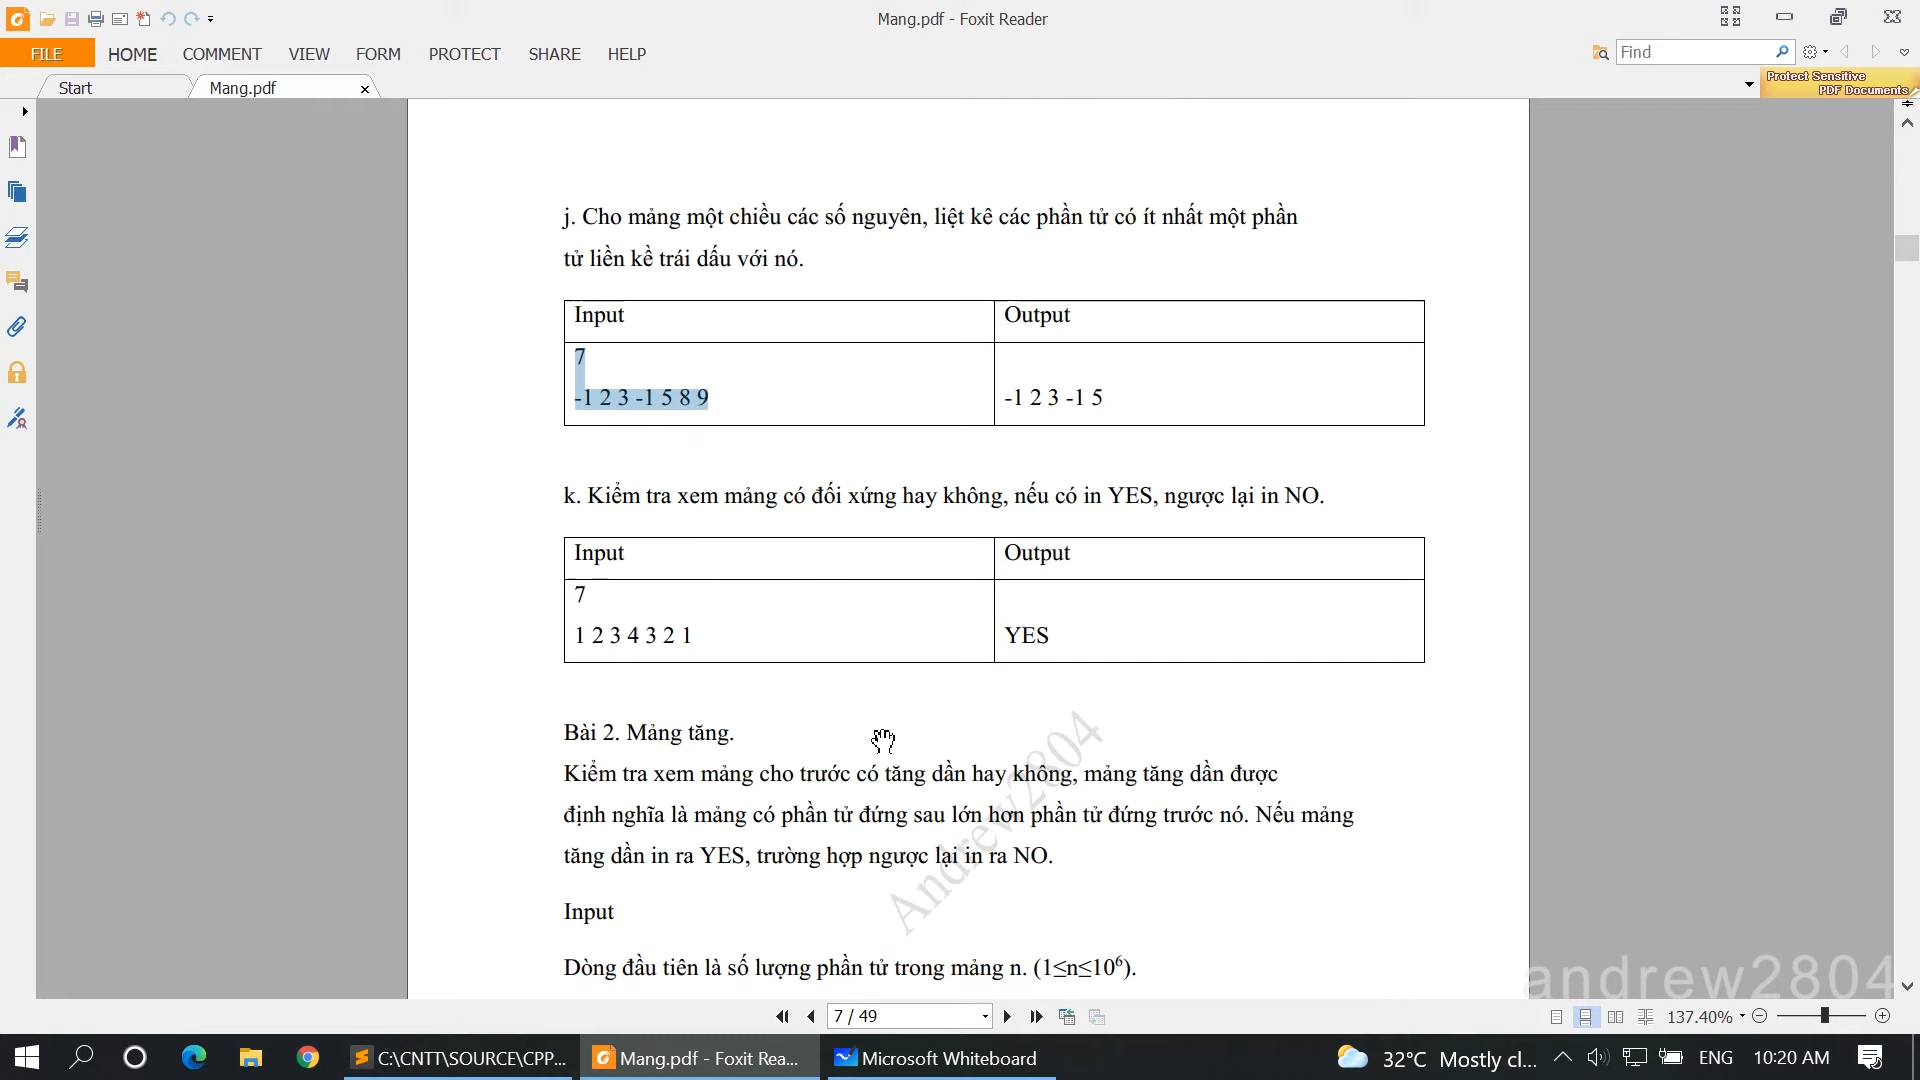 Mang.pdf - Foxit Reader
FILE HOME COMMENT VIEW FORM PROTECT SHARE HELP
Find
Start Mang.pdf
Protect Sensitive
PDF Documents
j. Cho mảng một chiều các số nguyên, liệt kê các phần tử có ít nhất một phần
tử liền kề trái dấu với nó.
Input Output
7
-1 2 3 -1 5 8 9 -1 2 3 -1 5
k. Kiểm tra xem mảng có đối xứng hay không, nếu có in YES, ngược lại in NO.
Input Output
7
1 2 3 4 3 2 1 YES
Bài 2. Mảng tăng.
Kiểm tra xem mảng cho trước có tăng dần hay không, mảng tăng dần được
định nghĩa là mảng có phần tử đứng sau lớn hơn phần tử đứng trước nó. Nếu mảng
tăng dần in ra YES, trường hợp ngược lại in ra NO.
Andrew2804
Input
Dòng đầu tiên là số lượng phần tử trong mảng n. (1≤n≤10⁶).
andrew2804
7 / 49
137.40%
C:\CNTT\SOURCE\CPP... Mang.pdf - Foxit Rea... Microsoft Whiteboard 32°C Mostly cl... ENG 10:20 AM